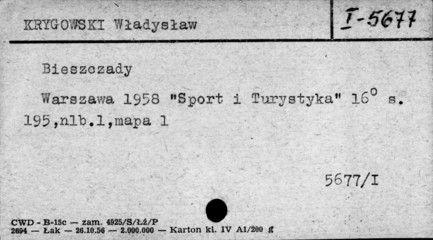 KRYGOWSKI Władysław
I-5677
Bieszczady
Warszawa 1958 "Sport i Turystyka" 16° s.
195,nlb.1,mapa 1
5677/I
CWD - B-15c — zam. 4925/S/ŁŻ/P
2694 — Łak — 26.10.56 — 2.000.000 — Karton kl. IV A1/200 g